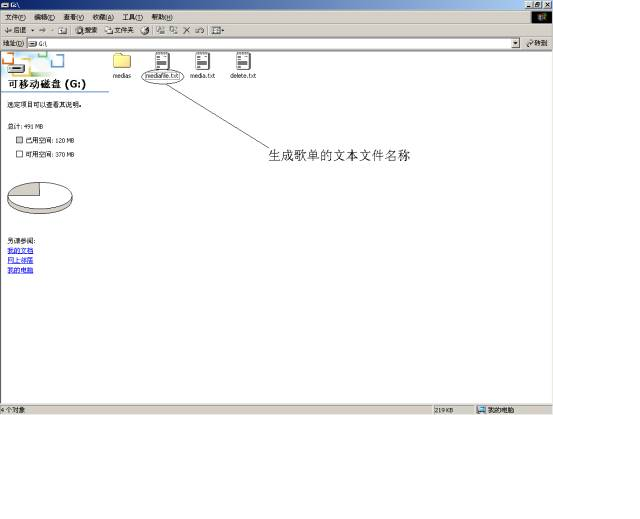 G:\
文件(F) 编辑(E) 查看(V) 收藏(A) 工具(T) 帮助(H)
后退 搜索 文件夹
地址(D) G:\ 转到
medias mediafile.txt media.txt delete.txt
可移动磁盘 (G:)
选定项目可以查看其说明。
总计: 491 MB
已用空间: 120 MB
可用空间: 370 MB
生成歌单的文本文件名称
另请参阅:
我的文档
网上邻居
我的电脑
4 个对象 219 KB 我的电脑